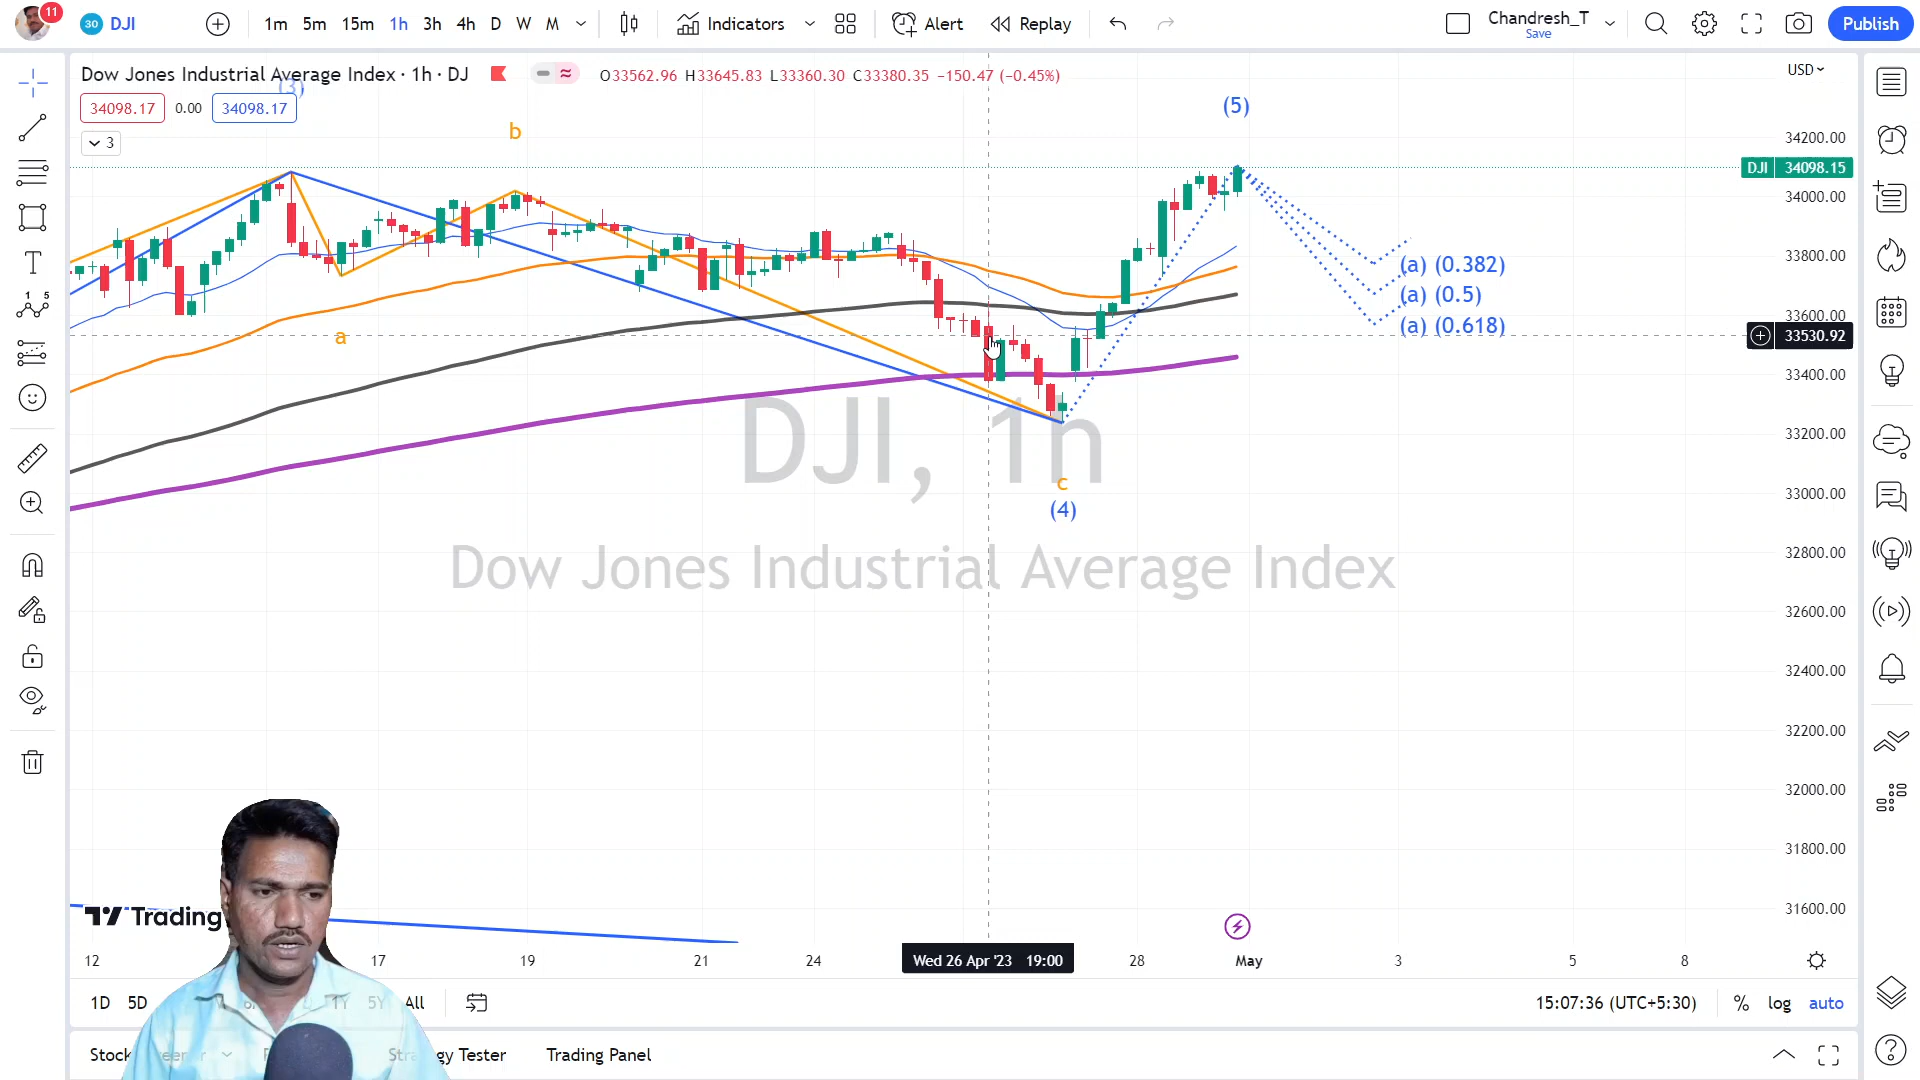 11
30 DJI
1m 5m 15m 1h 3h 4h D W M
Indicators
Alert
Replay
Chandresh_T
Save
Publish
Dow Jones Industrial Average Index · 1h · DJ
O33562.96 H33645.83 L33360.30 C33380.35 −150.47 (−0.45%)
USD
(3)
34098.17 0.00 34098.17
3
b
(5)
34200.00
DJI 34098.15
34000.00
33800.00
(a) (0.382)
(a) (0.5)
33600.00
(a) (0.618)
33530.92
a
33400.00
33200.00
DJI, 1h
c
33000.00
(4)
32800.00
Dow Jones Industrial Average Index
32600.00
32400.00
32200.00
32000.00
31800.00
31600.00
Trading
12 17 19 21 24 Wed 26 Apr '23 19:00 28 May 3 5 8
1D 5D 1Y 5Y All
15:07:36 (UTC+5:30) % log auto
Tester
Trading Panel